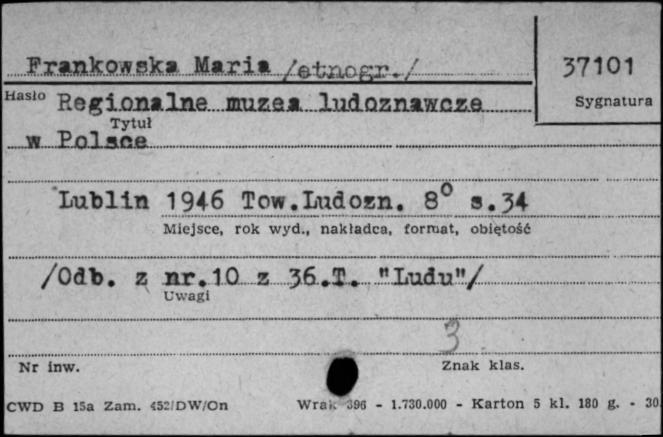 Frankowska Maria /etnogr./
37101
Hasło
Sygnatura
Regionalne muzea ludoznawcze
Tytuł
w Polsce
Lublin 1946 Tow.Ludozn. 8° s.34
Miejsce, rok wyd., nakładca, format, objętość
/Odb. z nr.10 z 36.T. "Ludu"/
Uwagi
3
Nr inw.
Znak klas.
CWD B 15a Zam. 452/DW/On
396 - 1.730.000 - Karton 5 kl. 180 g. - 30